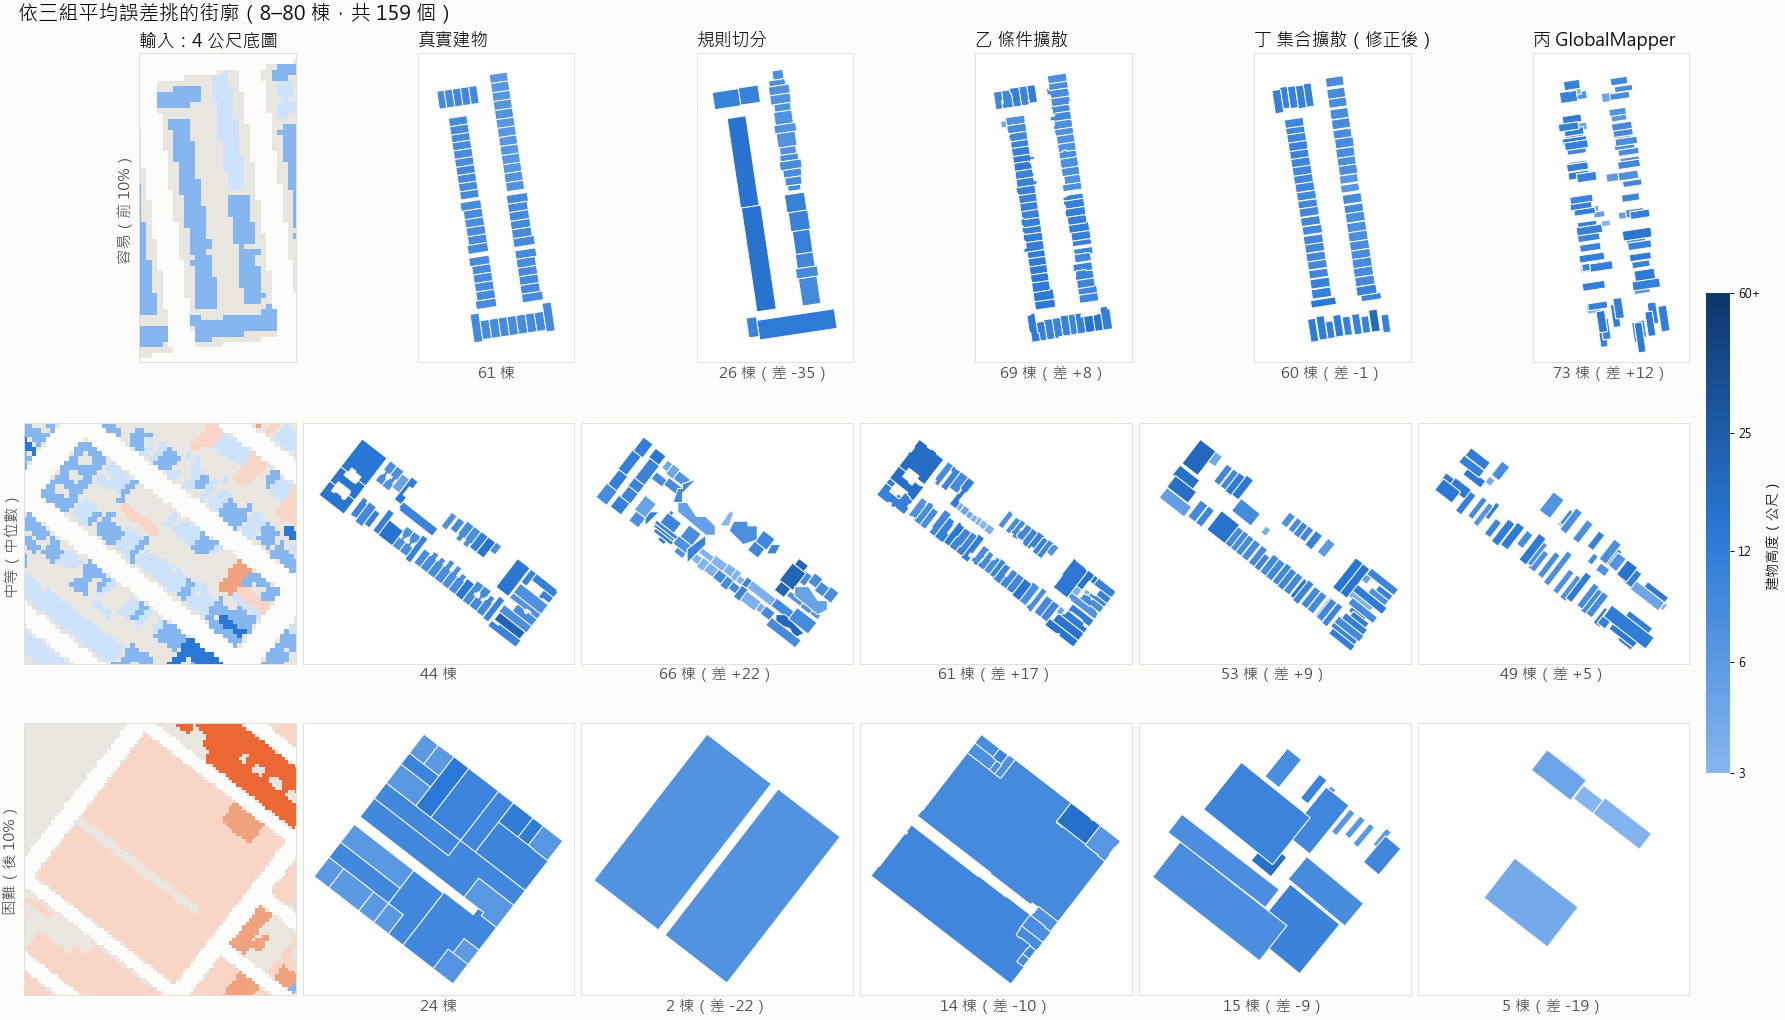 依三組平均誤差挑的街廓（8–80 棟，共 159 個）
輸入：4 公尺底圖
真實建物
規則切分
乙 條件擴散
丁 集合擴散（修正後）
丙 GlobalMapper
容易（前 10%）
61 棟
26 棟（差 -35）
69 棟（差 +8）
60 棟（差 -1）
73 棟（差 +12）
中等（中位數）
44 棟
66 棟（差 +22）
61 棟（差 +17）
53 棟（差 +9）
49 棟（差 +5）
困難（後 10%）
24 棟
2 棟（差 -22）
14 棟（差 -10）
15 棟（差 -9）
5 棟（差 -19）
60+
25
12
6
3
建物高度（公尺）